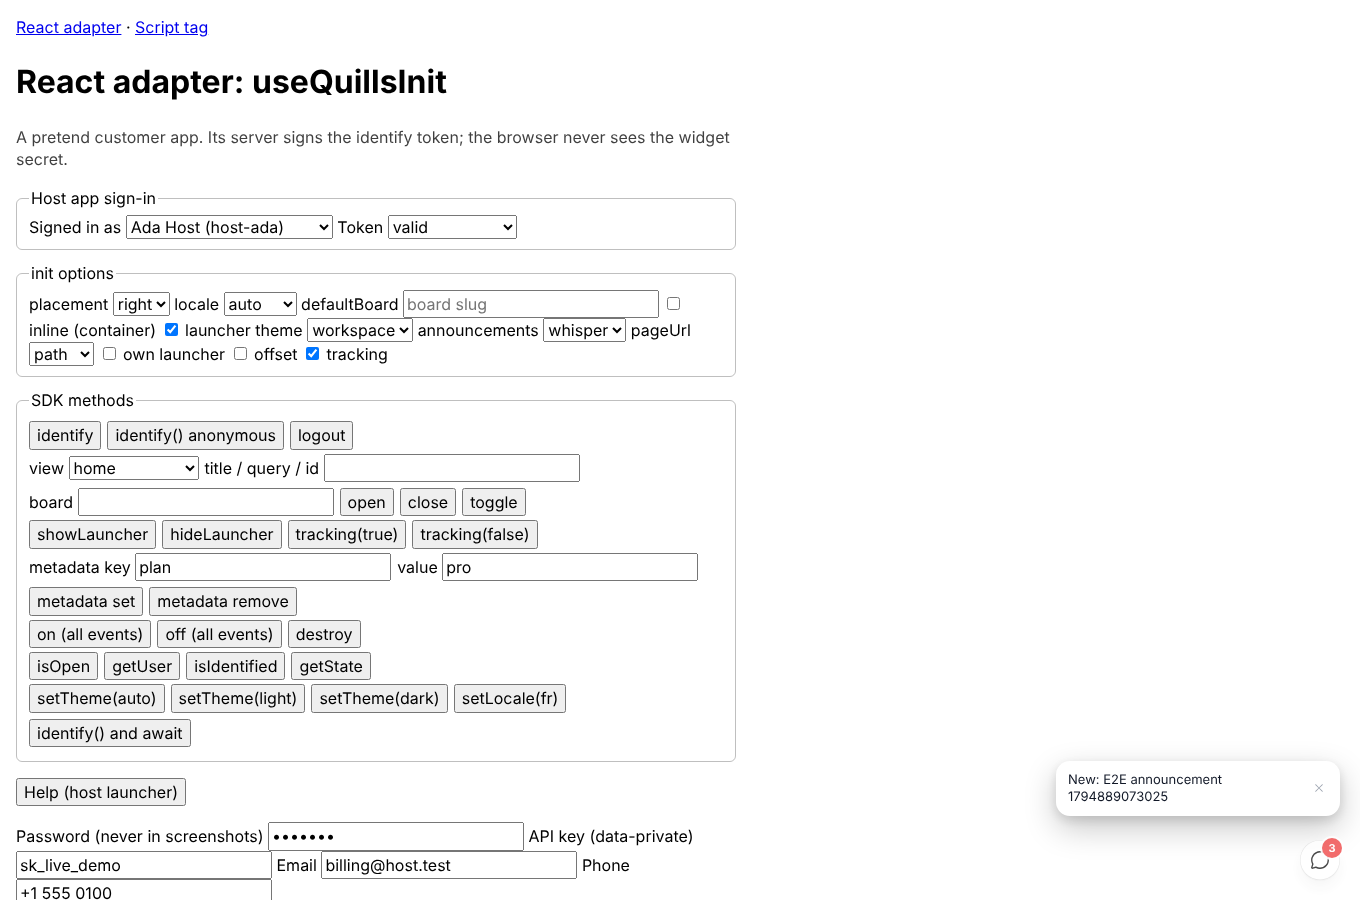 React adapter · Script tag
React adapter: useQuillsInit
A pretend customer app. Its server signs the identify token; the browser never sees the widget
secret.
Host app sign-in
Signed in as Ada Host (host-ada) Token valid
init options
placement right locale auto defaultBoard board slug
inline (container) launcher theme workspace announcements whisper pageUrl
path own launcher offset tracking
SDK methods
identify identify() anonymous logout
view home title / query / id
board open close toggle
showLauncher hideLauncher tracking(true) tracking(false)
metadata key plan value pro
metadata set metadata remove
on (all events) off (all events) destroy
isOpen getUser isIdentified getState
setTheme(auto) setTheme(light) setTheme(dark) setLocale(fr)
identify() and await
Help (host launcher)
Password (never in screenshots) ••••••• API key (data-private)
sk_live_demo Email billing@host.test Phone
+1 555 0100
New: E2E announcement
1794889073025
3